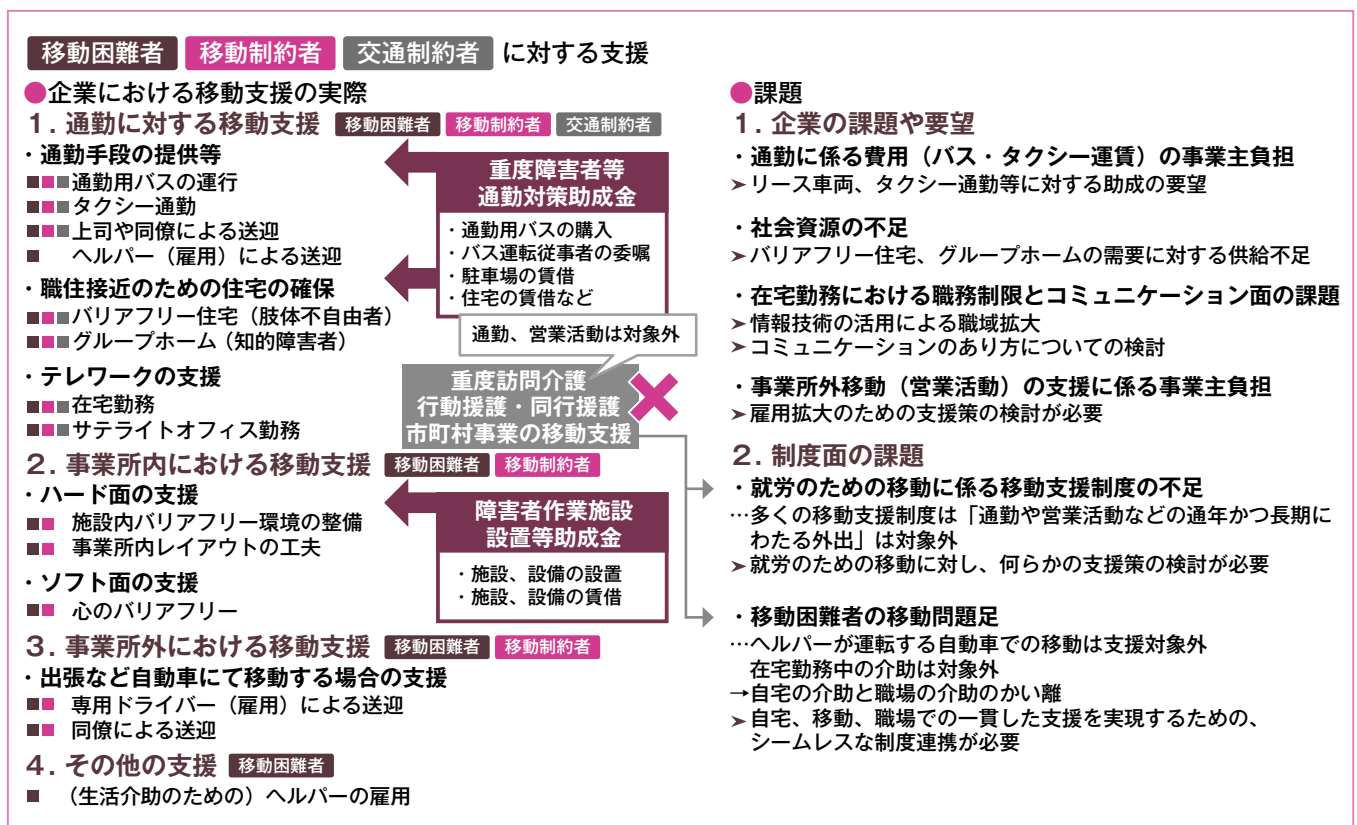 移動困難者 移動制約者 交通制約者 に対する支援
●企業における移動支援の実際
1．通勤に対する移動支援 移動困難者 移動制約者 交通制約者
・通勤手段の提供等
■■■通勤用バスの運行
■■■タクシー通勤
■■■上司や同僚による送迎
■ ヘルパー（雇用）による送迎
・職住接近のための住宅の確保
■■■バリアフリー住宅（肢体不自由者）
■■■グループホーム（知的障害者）
・テレワークの支援
■■■在宅勤務
■■■サテライトオフィス勤務
重度障害者等
通勤対策助成金
・通勤用バスの購入
・バス運転従事者の委嘱
・駐車場の賃借
・住宅の賃借など
通勤、営業活動は対象外
重度訪問介護
行動援護・同行援護
市町村事業の移動支援
2．事業所内における移動支援 移動困難者 移動制約者
・ハード面の支援
■■ 施設内バリアフリー環境の整備
■■ 事業所内レイアウトの工夫
・ソフト面の支援
■■ 心のバリアフリー
障害者作業施設
設置等助成金
・施設、設備の設置
・施設、設備の賃借
3．事業所外における移動支援 移動困難者 移動制約者
・出張など自動車にて移動する場合の支援
■■ 専用ドライバー（雇用）による送迎
■■ 同僚による送迎
4．その他の支援 移動困難者
■ （生活介助のための）ヘルパーの雇用
●課題
1．企業の課題や要望
・通勤に係る費用（バス・タクシー運賃）の事業主負担
➤リース車両、タクシー通勤等に対する助成の要望
・社会資源の不足
➤バリアフリー住宅、グループホームの需要に対する供給不足
・在宅勤務における職務制限とコミュニケーション面の課題
➤情報技術の活用による職域拡大
➤コミュニケーションのあり方についての検討
・事業所外移動（営業活動）の支援に係る事業主負担
➤雇用拡大のための支援策の検討が必要
2．制度面の課題
・就労のための移動に係る移動支援制度の不足
…多くの移動支援制度は「通勤や営業活動などの通年かつ長期に
わたる外出」は対象外
➤就労のための移動に対し、何らかの支援策の検討が必要
・移動困難者の移動問題足
…ヘルパーが運転する自動車での移動は支援対象外
在宅勤務中の介助は対象外
→自宅の介助と職場の介助のかい離
➤自宅、移動、職場での一貫した支援を実現するための、
シームレスな制度連携が必要